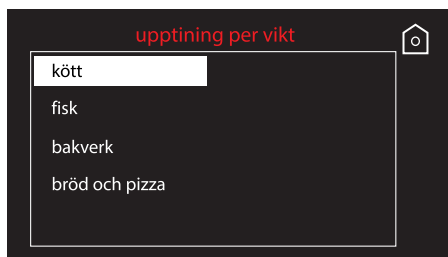 upptining per vikt
kött
fisk
bakverk
bröd och pizza